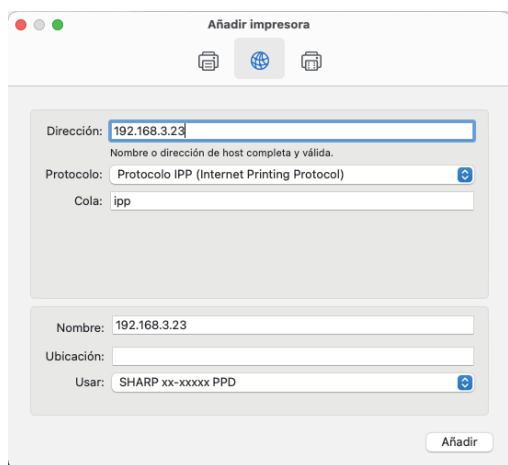 Añadir impresora
Dirección: 192.168.3.23
Nombre o dirección de host completa y válida.
Protocolo: Protocolo IPP (Internet Printing Protocol)
Cola: ipp
Nombre: 192.168.3.23
Ubicación:
Usar: SHARP xx-xxxxx PPD
Añadir